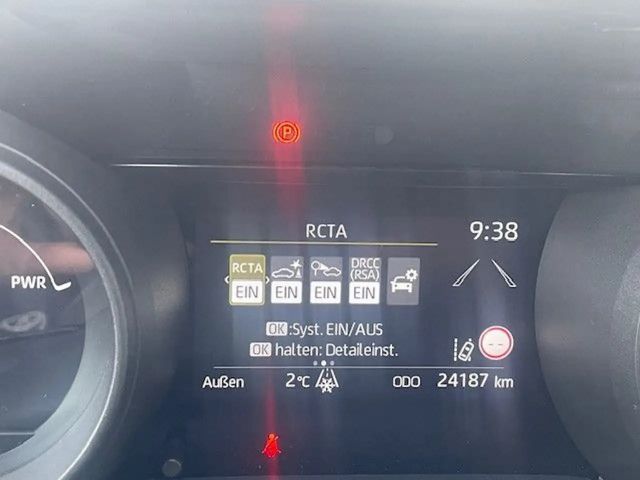 P
RCTA
9:38
RCTA
DRCC
(RSA)
EIN
EIN
EIN
EIN
PWR
OK :Syst. EIN/AUS
OK halten: Detaileinst.
--
Außen 2°C ODO 24187 km